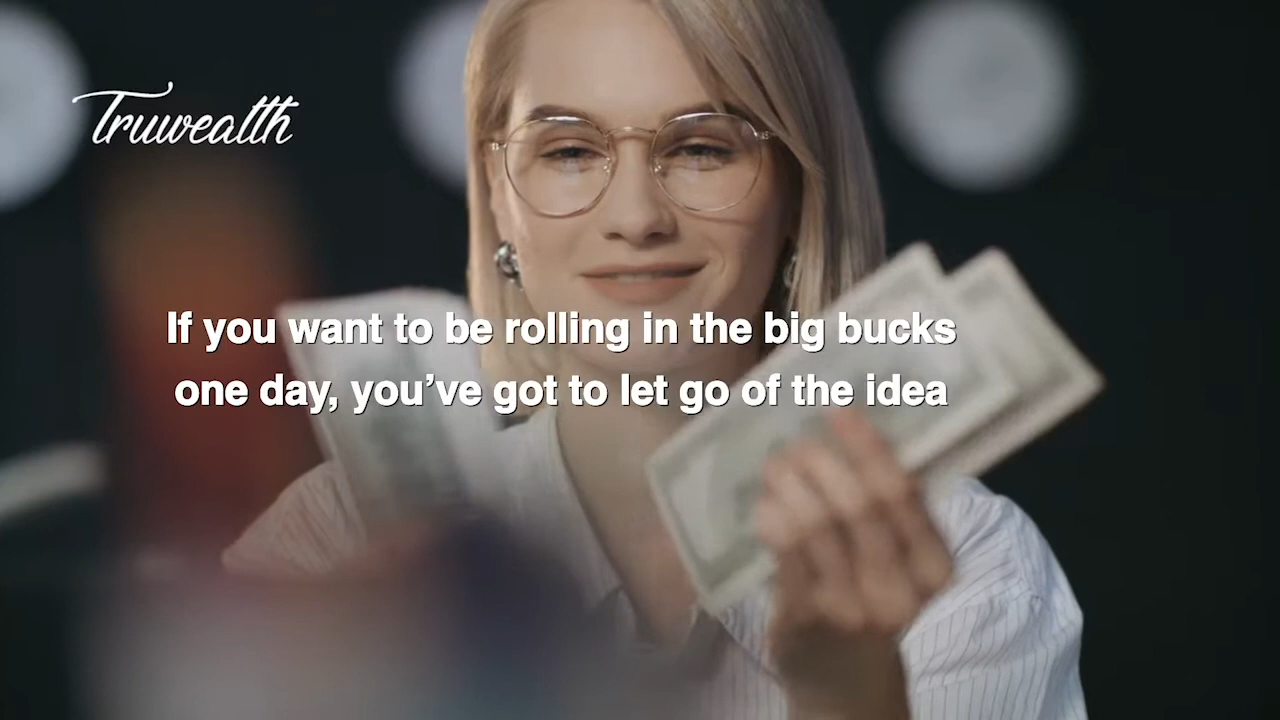 Truwealth
If you want to be rolling in the big bucks
one day, you’ve got to let go of the idea